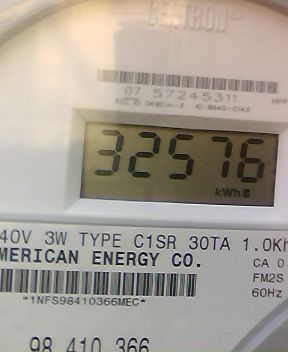 CENTRON®
07 57245311
32576
kWh
40V 3W TYPE C1SR 30TA 1.0Kh
MERICAN ENERGY CO.
CA 0
FM2S
60Hz
*1NFS98410366MEC*
98 410 366